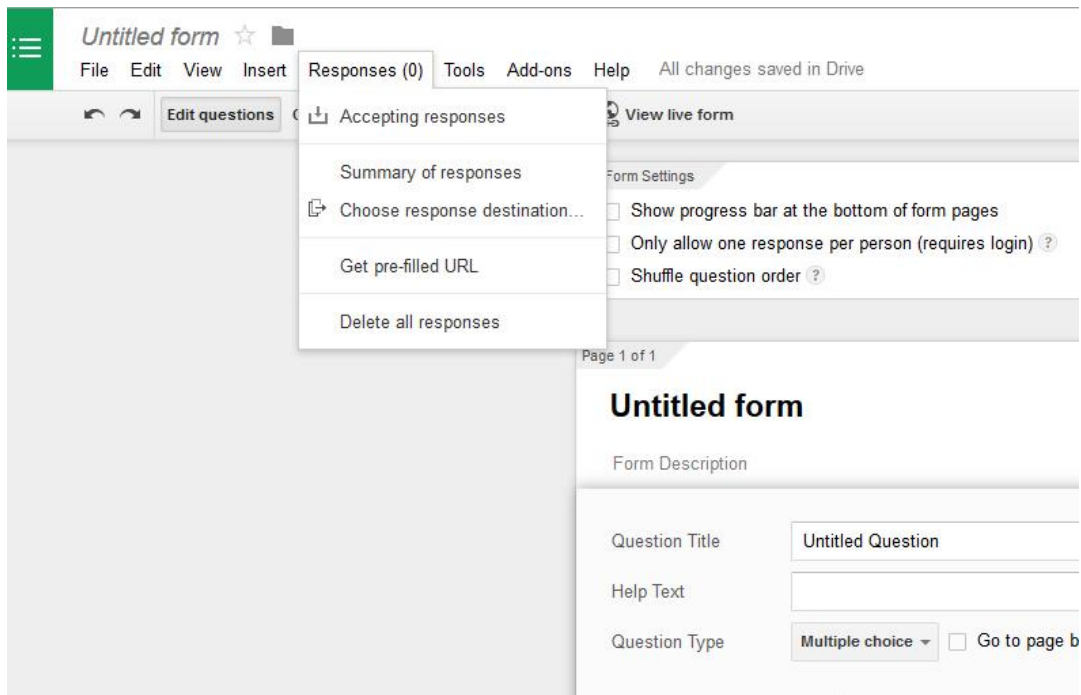 Untitled form
File Edit View Insert Responses (0) Tools Add-ons Help All changes saved in Drive
Edit questions View live form
Accepting responses
Summary of responses
Choose response destination...
Get pre-filled URL
Delete all responses
Form Settings
Show progress bar at the bottom of form pages
Only allow one response per person (requires login) ?
Shuffle question order ?
Page 1 of 1
Untitled form
Form Description
Question Title Untitled Question
Help Text
Question Type Multiple choice Go to page